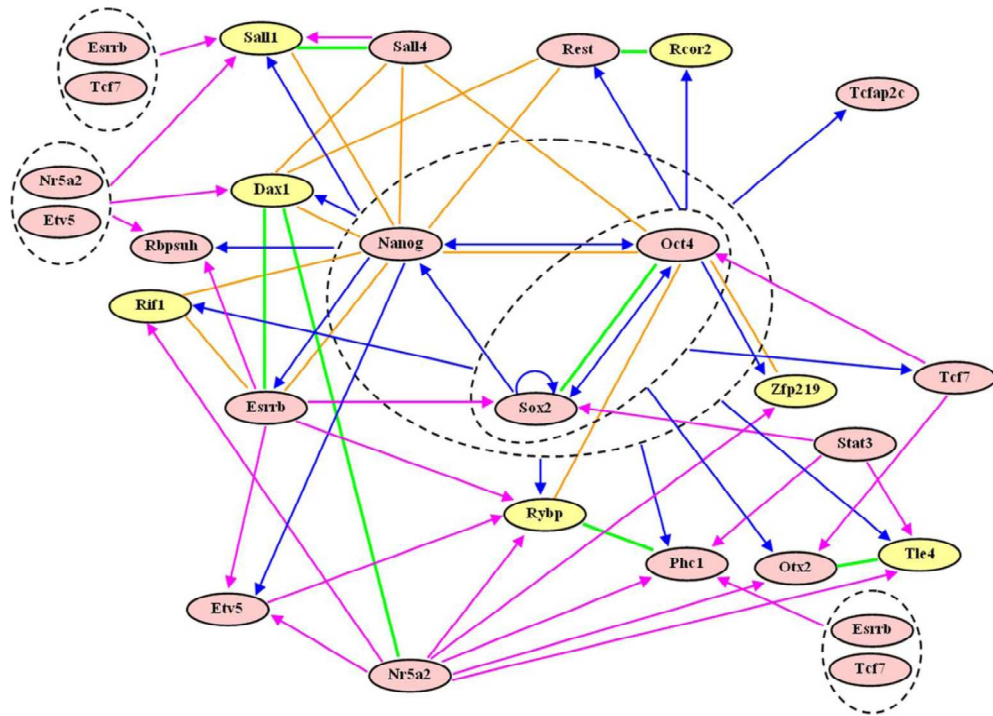 Esrrb
Tcf7
Sall1
Sall4
Rest
Rcor2
Tcfap2c
Nr5a2
Etv5
Dax1
Rbpsuh
Nanog
Oct4
Rif1
Esrrb
Sox2
Zfp219
Tcf7
Stat3
Rybp
Phc1
Otx2
Tle4
Etv5
Nr5a2
Esrrb
Tcf7